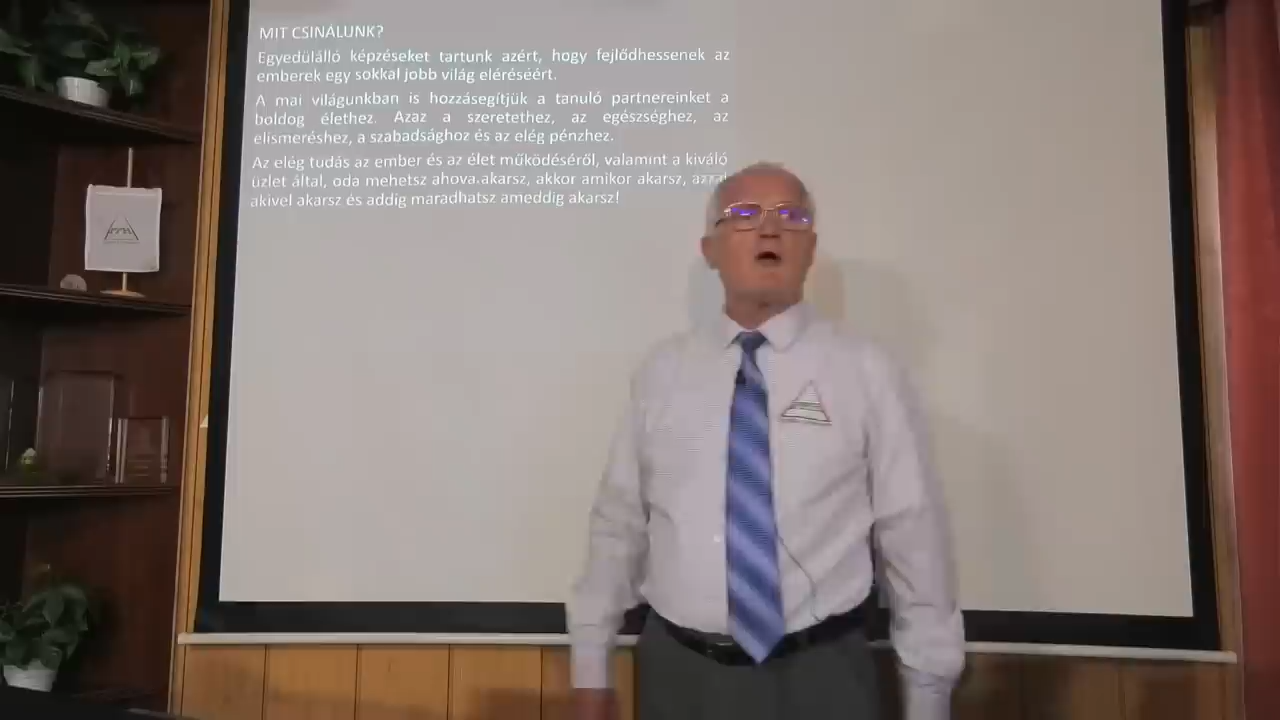 MIT CSINÁLUNK?
Egyedülálló képzéseket tartunk azért, hogy fejlődhessenek az
emberek egy sokkal jobb világ eléréséért.
A mai világunkban is hozzásegítjük a tanuló partnereinket a
boldog élethez. Azaz a szeretethez, az egészséghez, az
elismeréshez, a szabadsághoz és az elég pénzhez.
Az elég tudás az ember és az élet működéséről, valamint a kiváló
üzlet által, oda mehetsz ahova akarsz, akkor amikor akarsz, azzal
akivel akarsz és addig maradhatsz ameddig akarsz!